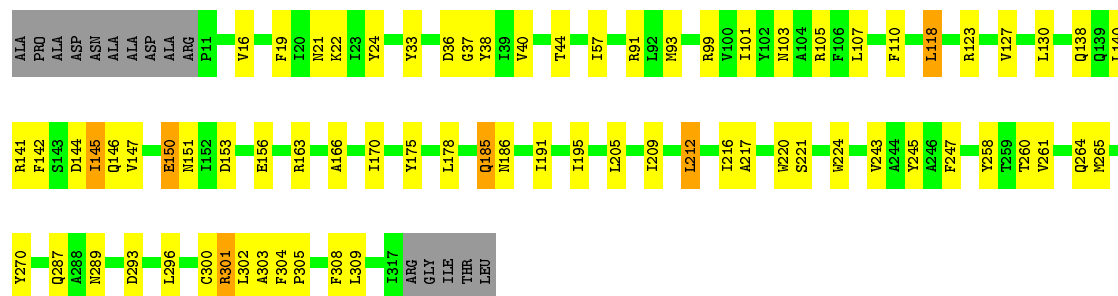 ALA PRO ALA ASP ASN ALA ALA ASP ALA ARG P11 V16 F19 I20 N21 K22 I23 Y24 Y33 D36 G37 Y38 I39 V40 T44 I57 R91 L92 M93 R99 V100 I101 Y102 N103 A104 R105 F106 L107 F110 L118 R123 V127 L130 Q138 Q139 L140
R141 F142 S143 D144 I145 Q146 V147 E150 N151 I152 D153 E156 R163 A166 I170 Y175 L178 Q185 N186 I191 I195 L205 I209 L212 I216 A217 W220 S221 W224 V243 A244 Y245 A246 F247 Y258 T259 T260 V261 Q264 M265
Y270 Q287 A288 N289 D293 L296 C300 R301 L302 A303 F304 P305 F308 L309 I317 ARG GLY ILE THR LEU